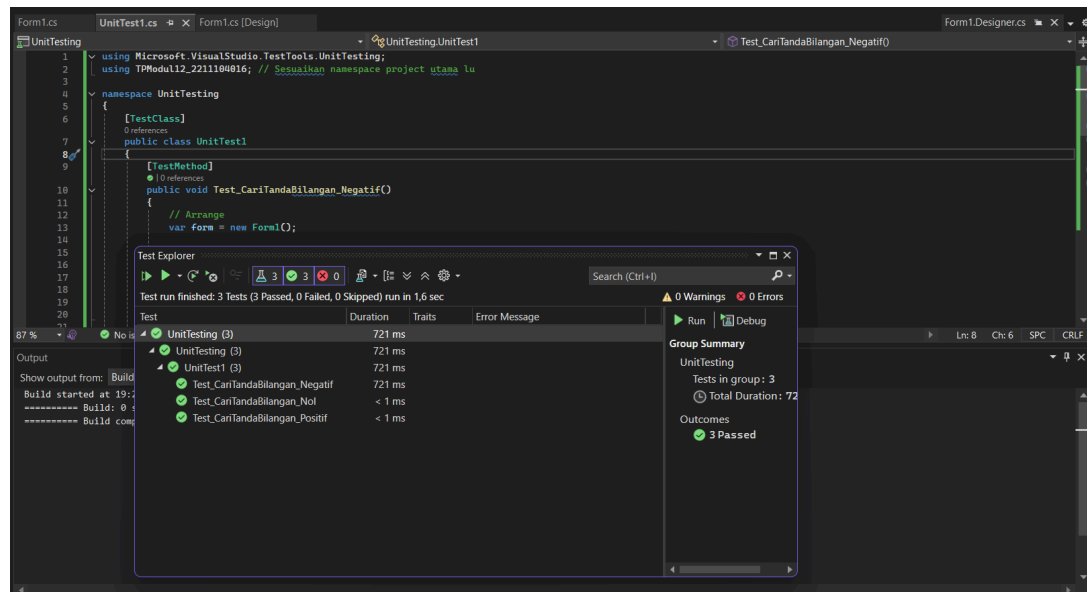 Form1.cs UnitTest1.cs Form1.cs [Design] Form1.Designer.cs
UnitTesting UnitTesting.UnitTest1 Test_CariTandaBilangan_Negatif()
1 using Microsoft.VisualStudio.TestTools.UnitTesting;
2 using TPModul12_2211104016; // Sesuaikan namespace project utama lu
3
4 namespace UnitTesting
5 {
6 [TestClass]
0 references
7 public class UnitTest1
8 {
9 [TestMethod]
0 references
10 public void Test_CariTandaBilangan_Negatif()
11 {
12 // Arrange
13 var form = new Form1();
14
15
16
17
18
19
20
87 % No is Ln: 8 Ch: 6 SPC CRLF
Output
Show output from: Build
Build started at 19:2
========== Build: 0 s
========== Build comp
Test Explorer
3 3 0 Search (Ctrl+I)
Test run finished: 3 Tests (3 Passed, 0 Failed, 0 Skipped) run in 1,6 sec 0 Warnings 0 Errors
Test Duration Traits Error Message
UnitTesting (3) 721 ms
UnitTesting (3) 721 ms
UnitTest1 (3) 721 ms
Test_CariTandaBilangan_Negatif 721 ms
Test_CariTandaBilangan_Nol < 1 ms
Test_CariTandaBilangan_Positif < 1 ms
Run Debug
Group Summary
UnitTesting
Tests in group: 3
Total Duration: 72
Outcomes
3 Passed